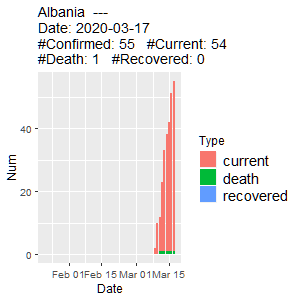 Albania  ---
Date: 2020-03-17
#Confirmed: 55   #Current: 54
#Death: 1   #Recovered: 0
Num
40
20
0
Feb 01 Feb 15 Mar 01 Mar 15
Date
Type
current
death
recovered